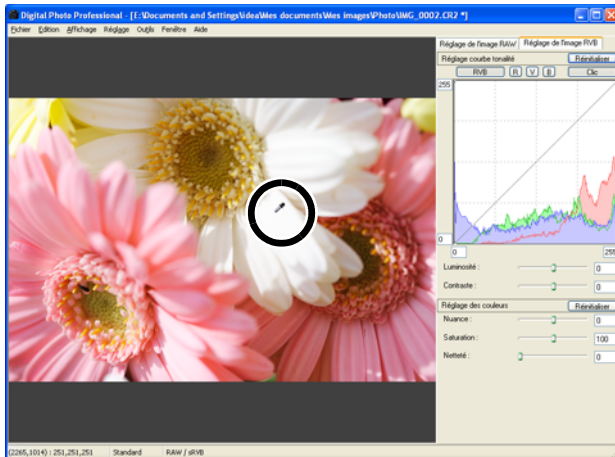 Digital Photo Professional - [E:\Documents and Settings\idea\Mes documents\Mes images\Photo\IMG_0002.CR2 *]
Fichier Edition Affichage Réglage Outils Fenêtre Aide
Réglage de l'image RAW Réglage de l'image RVB
Réglage courbe tonalité Réinitialiser
RVB R V B Clic
255
0
0 255
Luminosité : 0
Contraste : 0
Réglage des couleurs Réinitialiser
Nuance : 0
Saturation : 100
Netteté : 0
(2265,1014) : 251,251,251 Standard RAW / sRVB